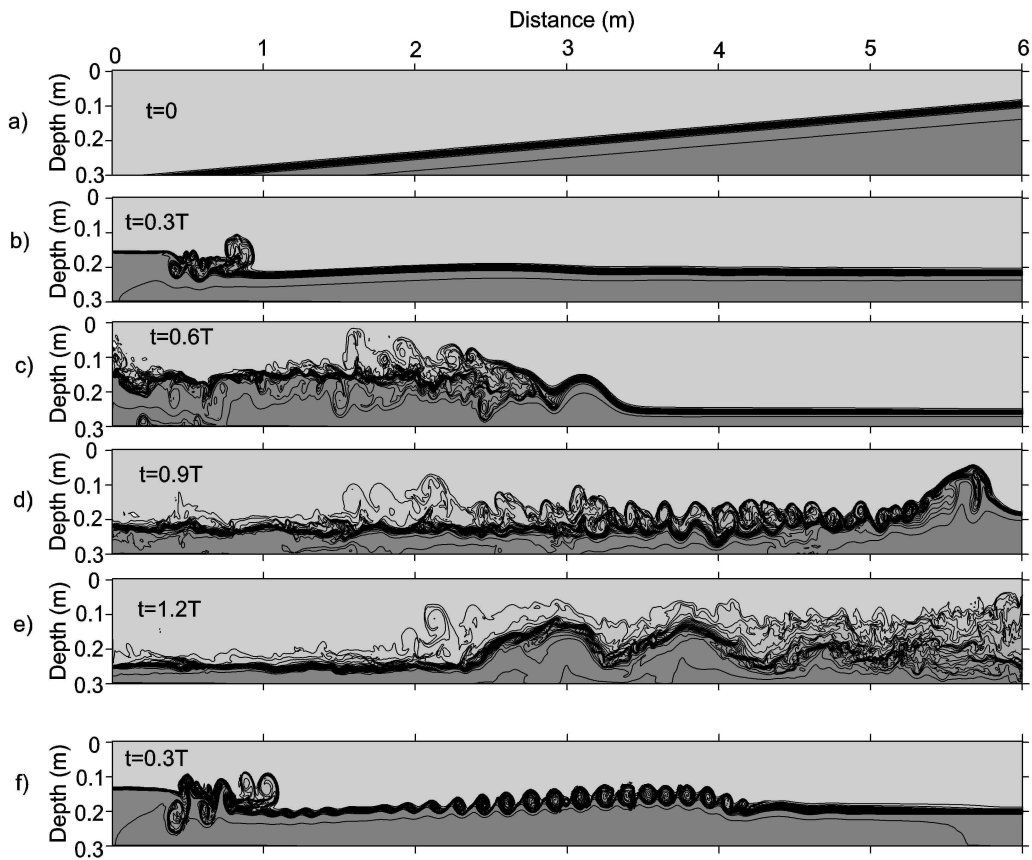 Distance (m)
0 1 2 3 4 5 6
a)
Depth (m)
0
0.1
0.2
0.3
t=0
b)
Depth (m)
0
0.1
0.2
0.3
t=0.3T
c)
Depth (m)
0
0.1
0.2
0.3
t=0.6T
d)
Depth (m)
0
0.1
0.2
0.3
t=0.9T
e)
Depth (m)
0
0.1
0.2
0.3
t=1.2T
f)
Depth (m)
0
0.1
0.2
0.3
t=0.3T